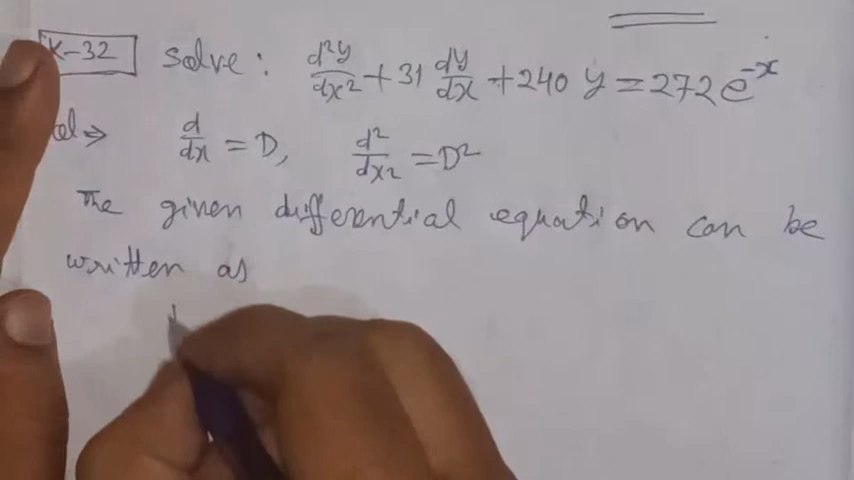 K-32 Solve: d²y/dx² + 31 dy/dx + 240 y = 272 e^-x
d/dx = D, d²/dx² = D²
The given differential equation can be
written as